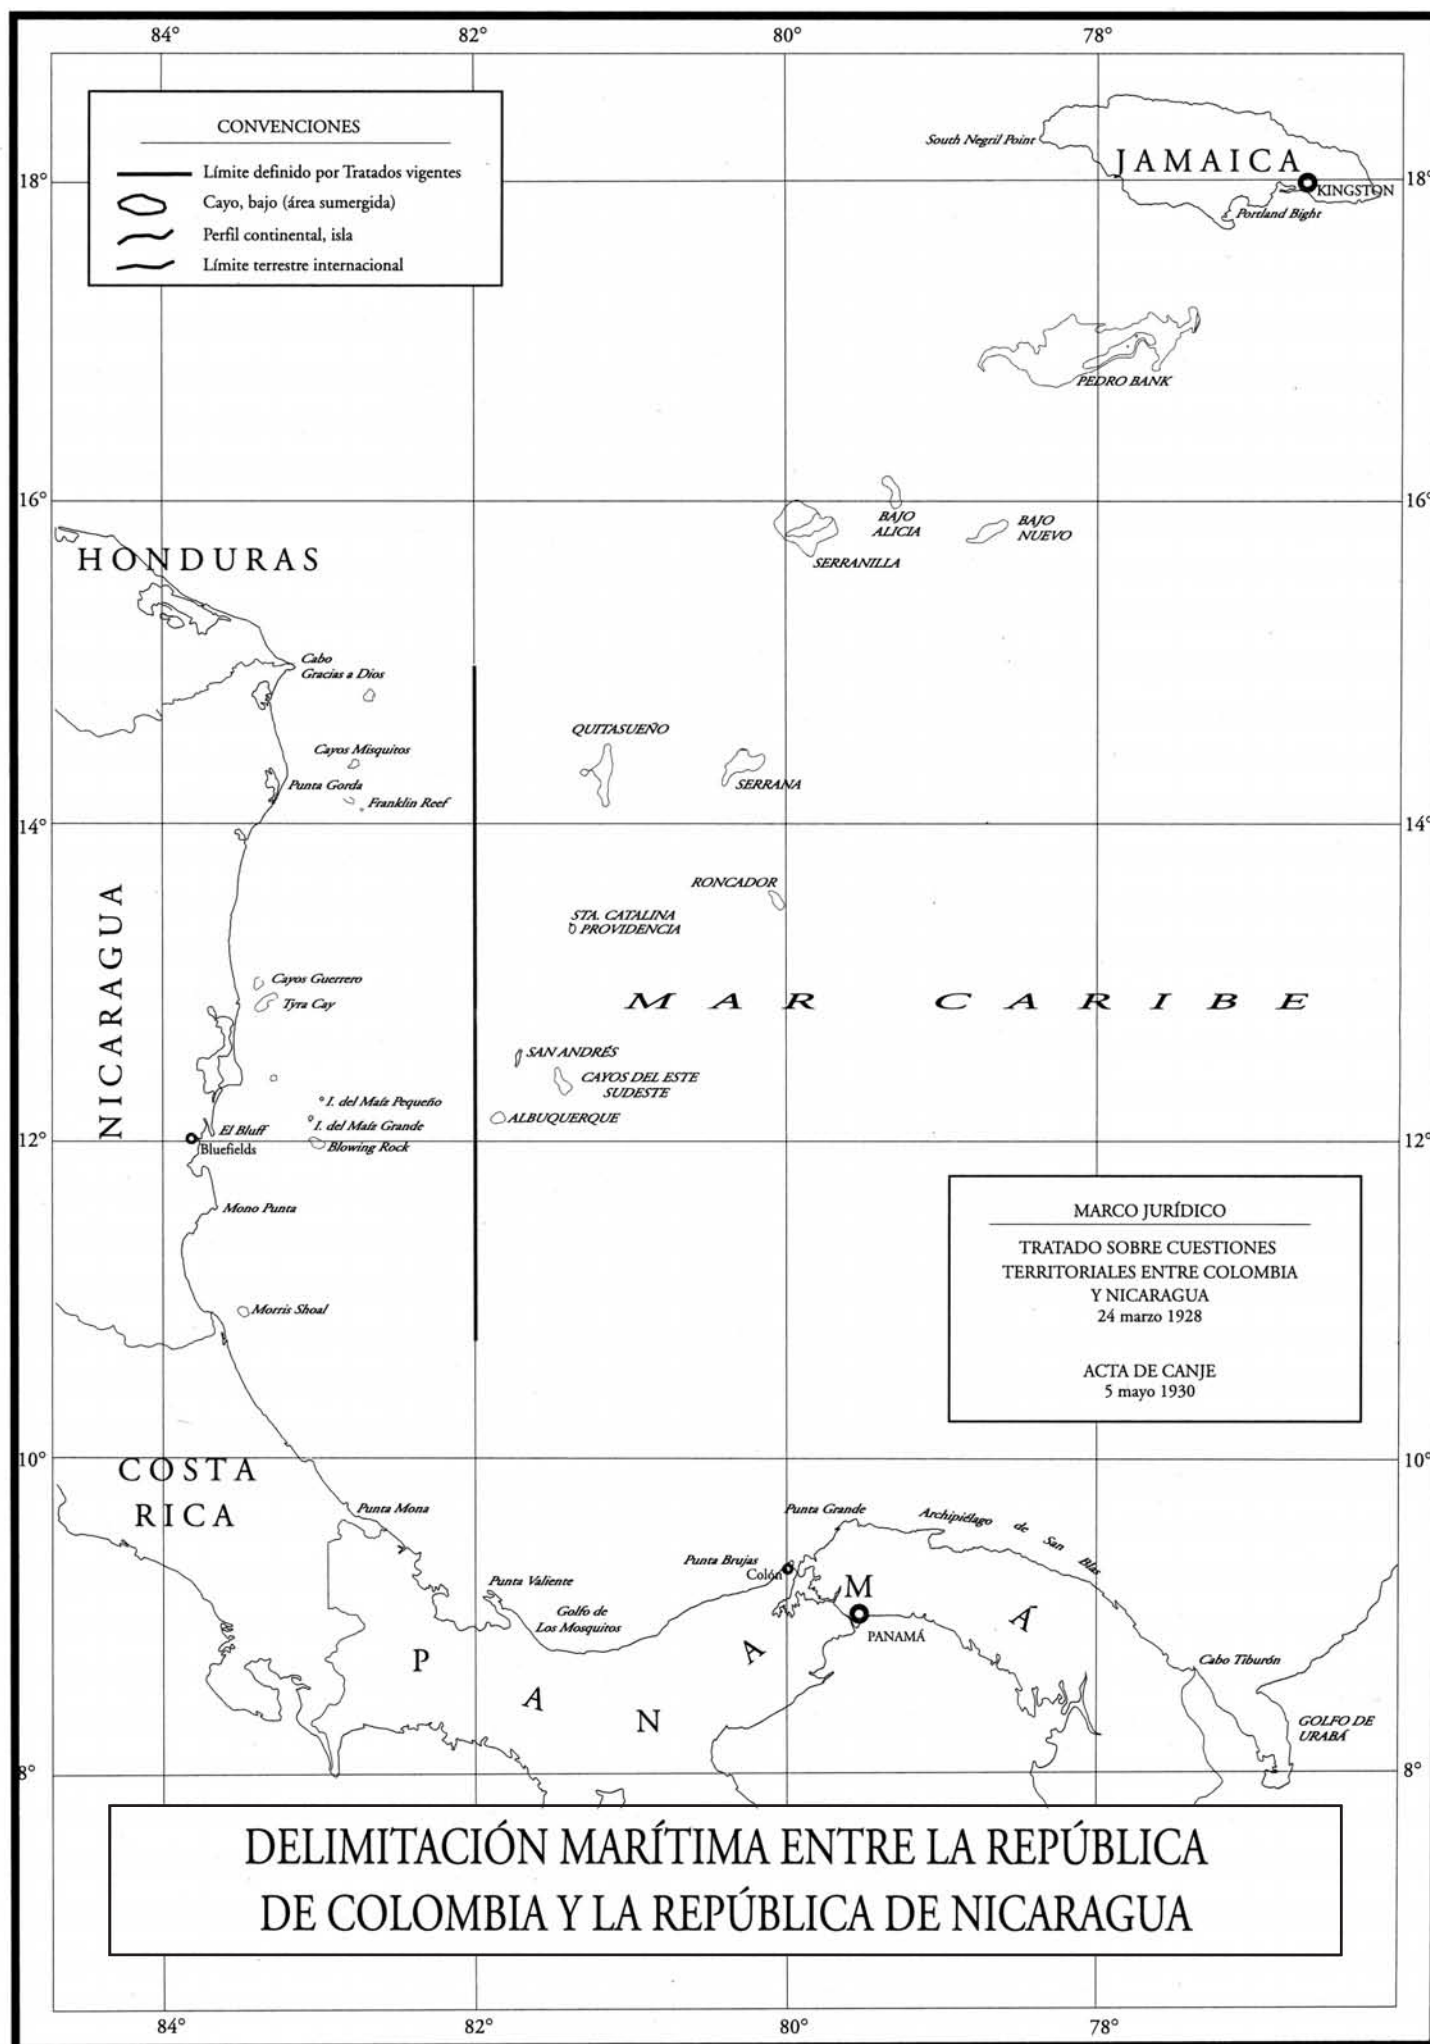 84°
82°
80°
78°
CONVENCIONES
Límite definido por Tratados vigentes
Cayo, bajo (área sumergida)
Perfil continental, isla
Límite terrestre internacional
South Negril Point
JAMAICA
18°
18°
KINGSTON
Portland Bight
PEDRO BANK
16°
16°
BAJO
ALICIA
BAJO
NUEVO
SERRANILLA
HONDURAS
Cabo
Gracias a Dios
QUITASUEÑO
Cayos Misquitos
Punta Gorda
SERRANA
Franklin Reef
14°
14°
NICARAGUA
RONCADOR
STA. CATALINA
PROVIDENCIA
Cayos Guerrero
Tyra Cay
MAR CARIBE
SAN ANDRÉS
CAYOS DEL ESTE
SUDESTE
I. del Maíz Pequeño
ALBUQUERQUE
I. del Maíz Grande
El Bluff
12°
12°
Bluefields
Blowing Rock
Mono Punta
MARCO JURÍDICO
TRATADO SOBRE CUESTIONES
TERRITORIALES ENTRE COLOMBIA
Y NICARAGUA
24 marzo 1928
ACTA DE CANJE
5 mayo 1930
Morris Shoal
10°
10°
COSTA
RICA
Punta Mona
Punta Grande
Archipiélago de San Blas
Punta Brujas
Colón
Punta Valiente
Golfo de
Los Mosquitos
PANAMÁ
PANAMÁ
Cabo Tiburón
GOLFO DE
URABÁ
8°
8°
DELIMITACIÓN MARÍTIMA ENTRE LA REPÚBLICA
DE COLOMBIA Y LA REPÚBLICA DE NICARAGUA
84°
82°
80°
78°